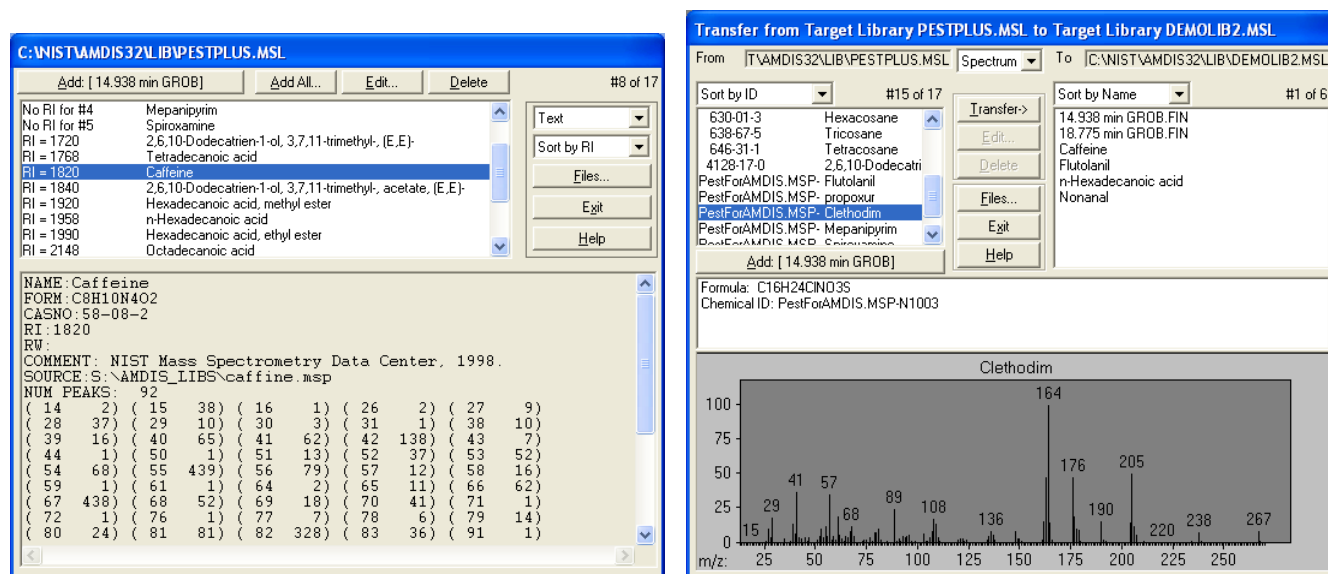 C:\NIST\AMDIS32\LIB\PESTPLUS.MSL
Add: [ 14.938 min GROB] Add All... Edit... Delete #8 of 17
No RI for #4 Mepanipyrim
No RI for #5 Spiroxamine
RI = 1720 2,6,10-Dodecatrien-1-ol, 3,7,11-trimethyl-, (E,E)-
RI = 1768 Tetradecanoic acid
RI = 1820 Caffeine
RI = 1840 2,6,10-Dodecatrien-1-ol, 3,7,11-trimethyl-, acetate, (E,E)-
RI = 1920 Hexadecanoic acid, methyl ester
RI = 1958 n-Hexadecanoic acid
RI = 1990 Hexadecanoic acid, ethyl ester
RI = 2148 Octadecanoic acid
Text
Sort by RI
Files...
Exit
Help
NAME:Caffeine
FORM:C8H10N4O2
CASNO:58-08-2
RI:1820
RW:
COMMENT: NIST Mass Spectrometry Data Center, 1998.
SOURCE:S:\AMDIS_LIBS\caffine.msp
NUM PEAKS: 92
( 14 2) ( 15 38) ( 16 1) ( 26 2) ( 27 9)
( 28 37) ( 29 10) ( 30 3) ( 31 1) ( 38 10)
( 39 16) ( 40 65) ( 41 62) ( 42 138) ( 43 7)
( 44 1) ( 50 1) ( 51 13) ( 52 37) ( 53 52)
( 54 68) ( 55 439) ( 56 79) ( 57 12) ( 58 16)
( 59 1) ( 61 1) ( 64 2) ( 65 11) ( 66 62)
( 67 438) ( 68 52) ( 69 18) ( 70 41) ( 71 1)
( 72 1) ( 76 1) ( 77 7) ( 78 6) ( 79 14)
( 80 24) ( 81 81) ( 82 328) ( 83 36) ( 91 1)
Transfer from Target Library PESTPLUS.MSL to Target Library DEMOLIB2.MSL
From T\AMDIS32\LIB\PESTPLUS.MSL Spectrum To C:\NIST\AMDIS32\LIB\DEMOLIB2.MSL
Sort by ID #15 of 17
630-01-3 Hexacosane
638-67-5 Tricosane
646-31-1 Tetracosane
4128-17-0 2,6,10-Dodecatri
PestForAMDIS.MSP- Flutolanil
PestForAMDIS.MSP- propoxur
PestForAMDIS.MSP- Clethodim
PestForAMDIS.MSP- Mepanipyrim
PestForAMDIS.MSP Spiroxamine
Add: [ 14.938 min GROB]
Transfer->
Edit...
Delete
Files...
Exit
Help
Sort by Name #1 of 6
14.938 min GROB.FIN
18.775 min GROB.FIN
Caffeine
Flutolanil
n-Hexadecanoic acid
Nonanal
Formula: C16H24ClNO3S
Chemical ID: PestForAMDIS.MSP-N1003
Clethodim
100
75
50
25
0
15 29 41 57 68 89 108 136 164 176 190 205 220 238 267
m/z: 25 50 75 100 125 150 175 200 225 250